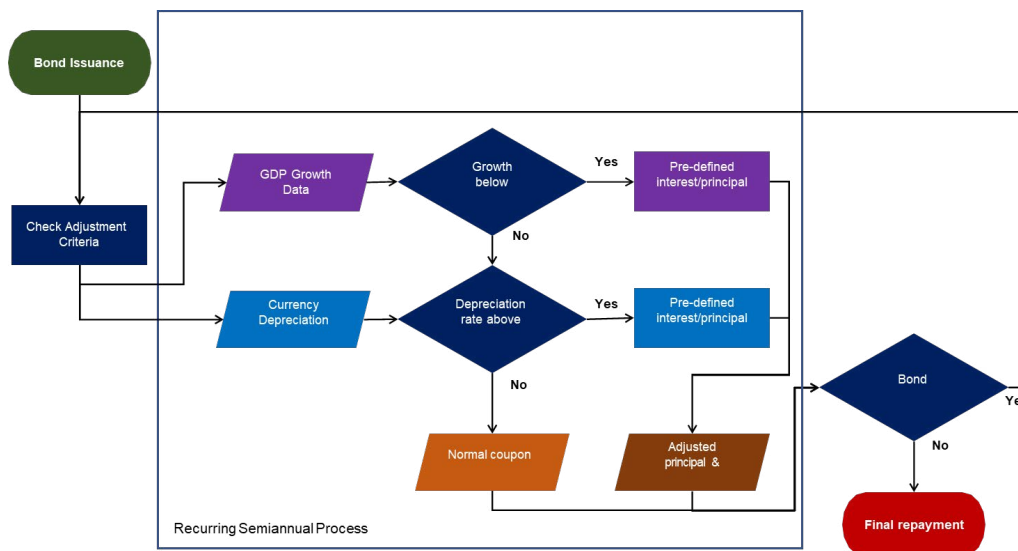 Bond Issuance
Check Adjustment
Criteria
GDP Growth
Data
Growth
below
Yes
Pre-defined
interest/principal
No
Currency
Depreciation
Depreciation
rate above
Yes
Pre-defined
interest/principal
No
Normal coupon
Adjusted
principal &
Bond
Ye
No
Final repayment
Recurring Semiannual Process